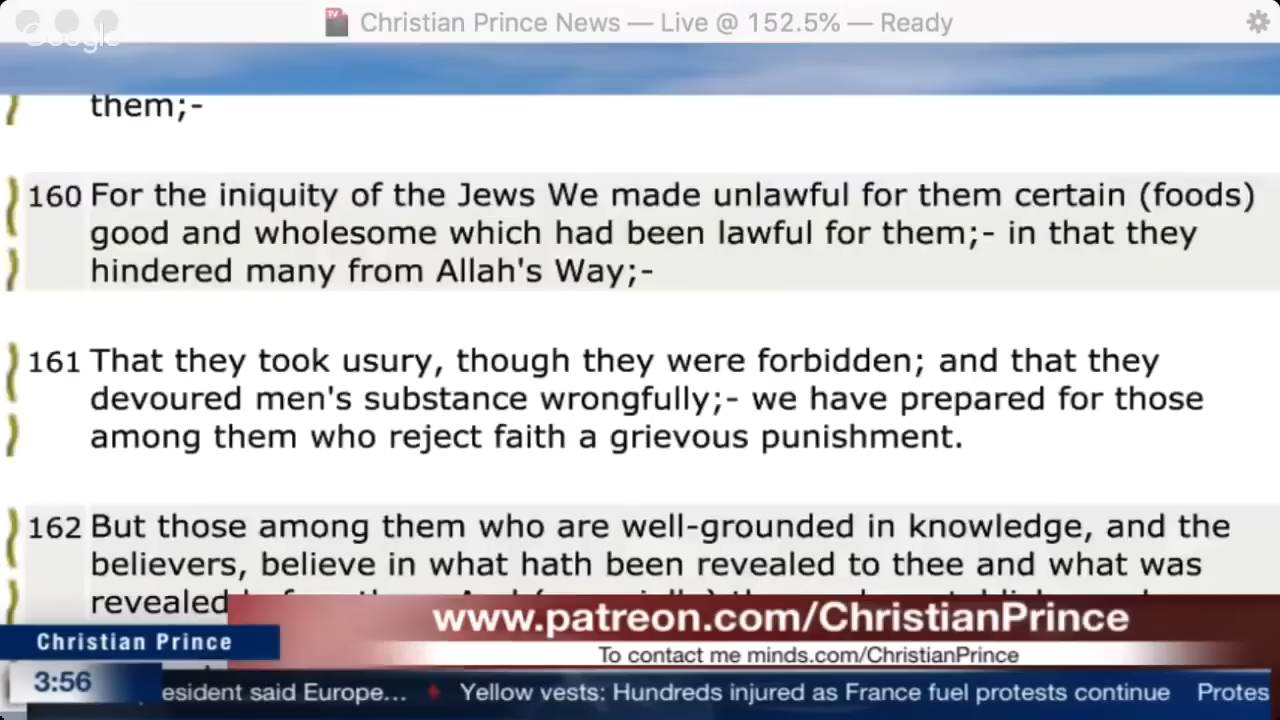 Christian Prince News — Live @ 152.5% — Ready
Google
them;-
160 For the iniquity of the Jews We made unlawful for them certain (foods)
good and wholesome which had been lawful for them;- in that they
hindered many from Allah's Way;-
161 That they took usury, though they were forbidden; and that they
devoured men's substance wrongfully;- we have prepared for those
among them who reject faith a grievous punishment.
162 But those among them who are well-grounded in knowledge, and the
believers, believe in what hath been revealed to thee and what was
revealed
www.patreon.com/ChristianPrince
Christian Prince
To contact me minds.com/ChristianPrince
3:56
esident said Europe... Yellow vests: Hundreds injured as France fuel protests continue Protes